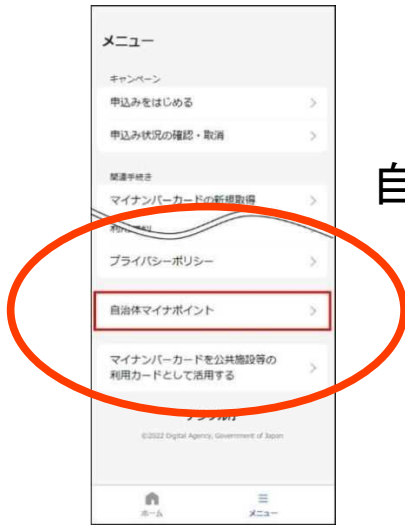 メニュー
キャンペーン
申込みをはじめる
申込み状況の確認・取消
関連手続き
マイナンバーカードの新規取得
プライバシーポリシー
自治体マイナポイント
マイナンバーカードを公共施設等の
利用カードとして活用する
©2022 Digital Agency, Government of Japan
ホーム
メニュー
自